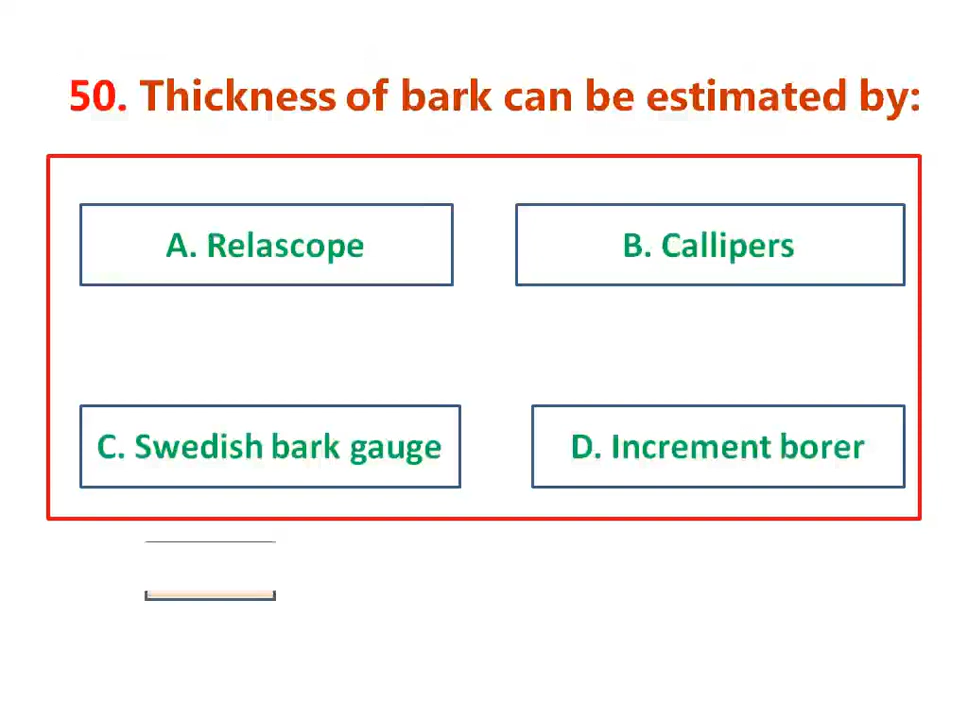 50. Thickness of bark can be estimated by:
A. Relascope
B. Callipers
C. Swedish bark gauge
D. Increment borer